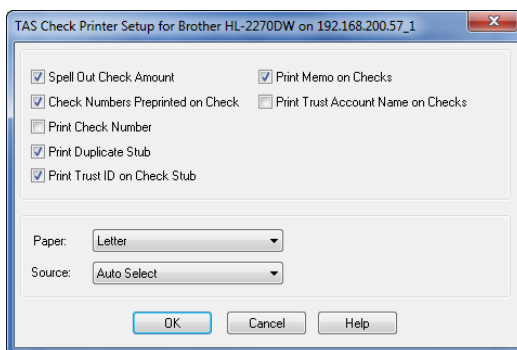 TAS Check Printer Setup for Brother HL-2270DW on 192.168.200.57_1
Spell Out Check Amount
Print Memo on Checks
Check Numbers Preprinted on Check
Print Trust Account Name on Checks
Print Check Number
Print Duplicate Stub
Print Trust ID on Check Stub
Paper: Letter
Source: Auto Select
OK Cancel Help